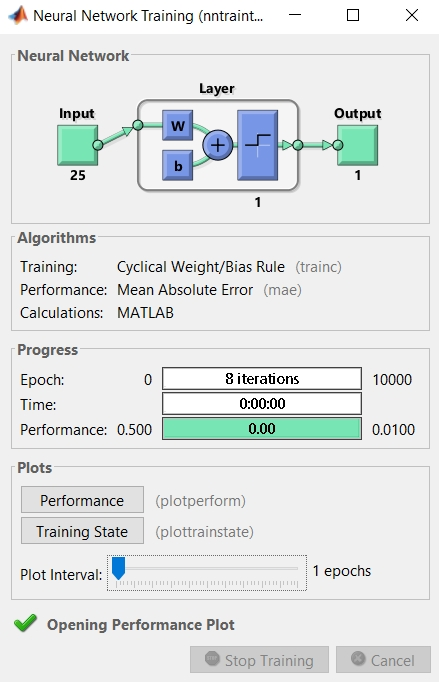 Neural Network Training (nntraint...
Neural Network
Layer
Input
Output
W
b
+
25
1
1
Algorithms
Training: Cyclical Weight/Bias Rule (trainc)
Performance: Mean Absolute Error (mae)
Calculations: MATLAB
Progress
Epoch: 0 8 iterations 10000
Time: 0:00:00
Performance: 0.500 0.00 0.0100
Plots
Performance (plotperform)
Training State (plottrainstate)
Plot Interval: 1 epochs
Opening Performance Plot
Stop Training Cancel